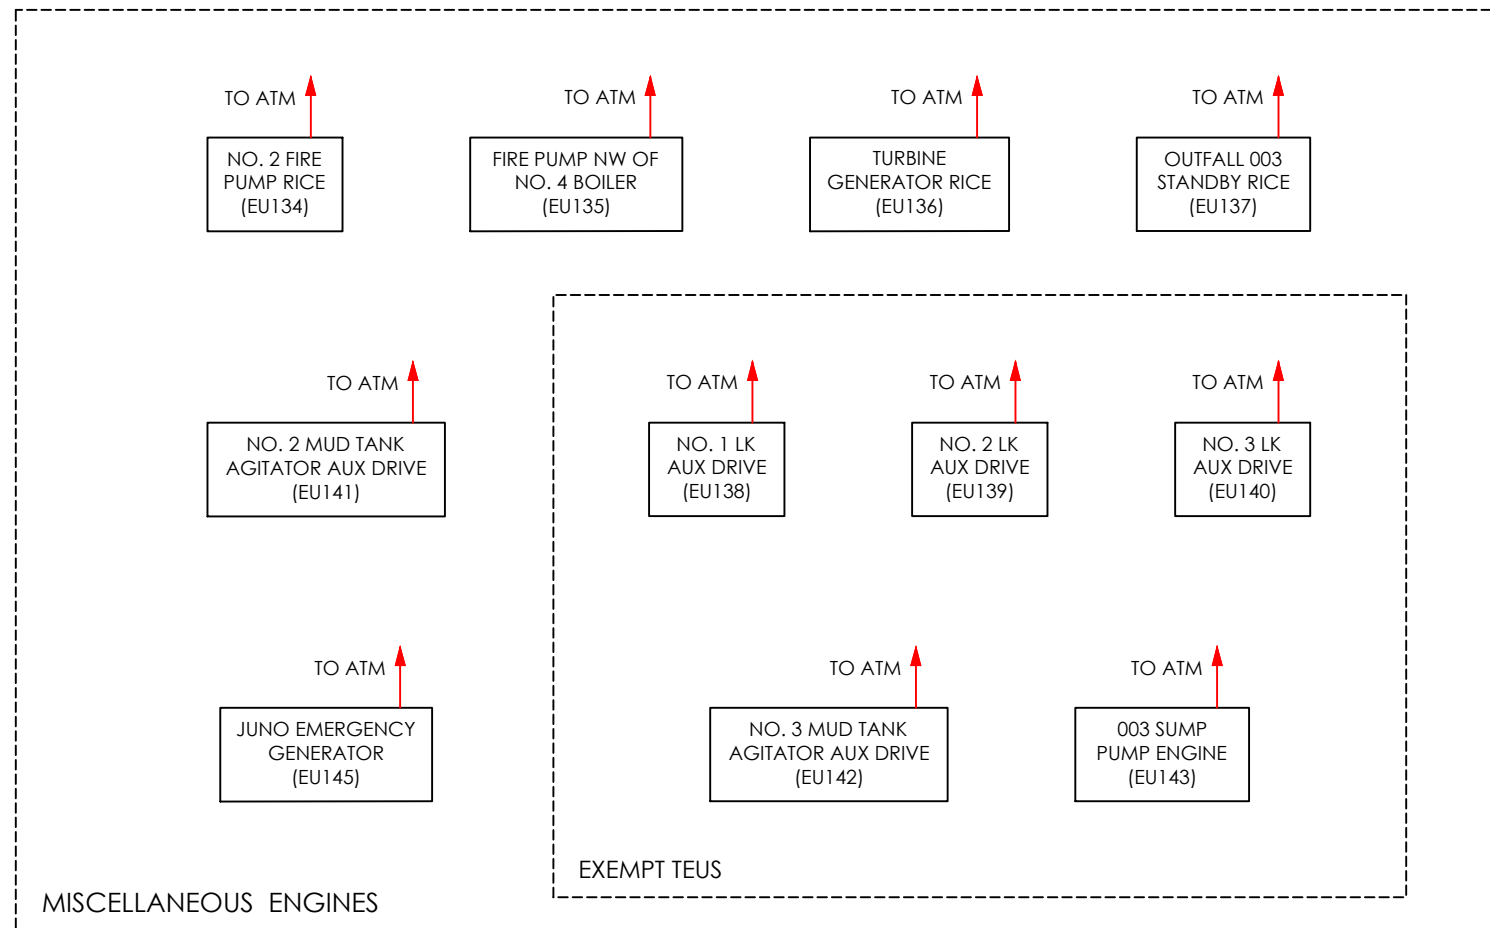 TO ATM
NO. 2 FIRE
PUMP RICE
(EU134)
TO ATM
FIRE PUMP NW OF
NO. 4 BOILER
(EU135)
TO ATM
TURBINE
GENERATOR RICE
(EU136)
TO ATM
OUTFALL 003
STANDBY RICE
(EU137)
TO ATM
NO. 2 MUD TANK
AGITATOR AUX DRIVE
(EU141)
TO ATM
NO. 1 LK
AUX DRIVE
(EU138)
TO ATM
NO. 2 LK
AUX DRIVE
(EU139)
TO ATM
NO. 3 LK
AUX DRIVE
(EU140)
TO ATM
JUNO EMERGENCY
GENERATOR
(EU145)
TO ATM
NO. 3 MUD TANK
AGITATOR AUX DRIVE
(EU142)
TO ATM
003 SUMP
PUMP ENGINE
(EU143)
EXEMPT TEUS
MISCELLANEOUS ENGINES